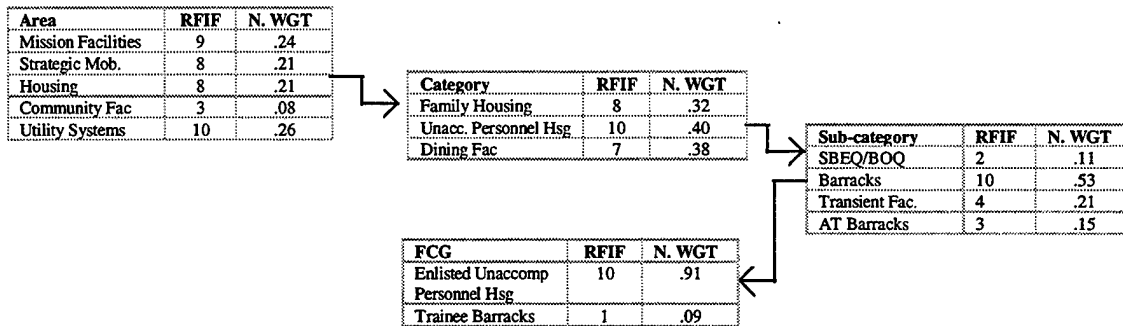 Area RFIF N. WGT
Mission Facilities 9 .24
Strategic Mob. 8 .21
Housing 8 .21
Community Fac 3 .08
Utility Systems 10 .26
Category RFIF N. WGT
Family Housing 8 .32
Unacc. Personnel Hsg 10 .40
Dining Fac 7 .38
Sub-category RFIF N. WGT
SBEQ/BOQ 2 .11
Barracks 10 .53
Transient Fac. 4 .21
AT Barracks 3 .15
FCG RFIF N. WGT
Enlisted Unaccomp 10 .91
Personnel Hsg
Trainee Barracks 1 .09